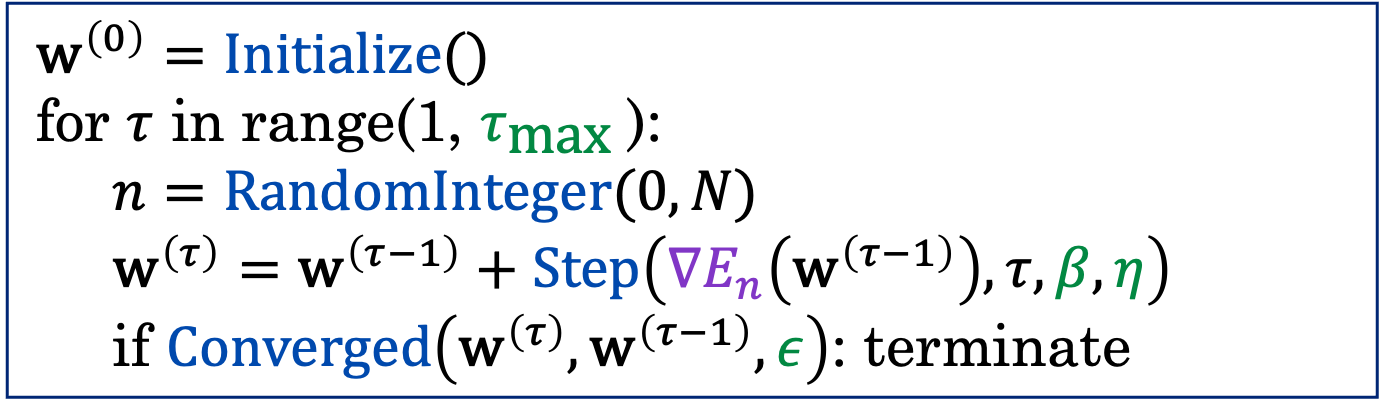 w⁽⁰⁾ = Initialize()
for τ in range(1, τ_max ):
n = RandomInteger(0, N)
w⁽τ⁾ = w⁽τ⁻¹⁾ + Step(∇Eₙ(w⁽τ⁻¹⁾), τ, β, η)
if Converged(w⁽τ⁾, w⁽τ⁻¹⁾, ϵ): terminate